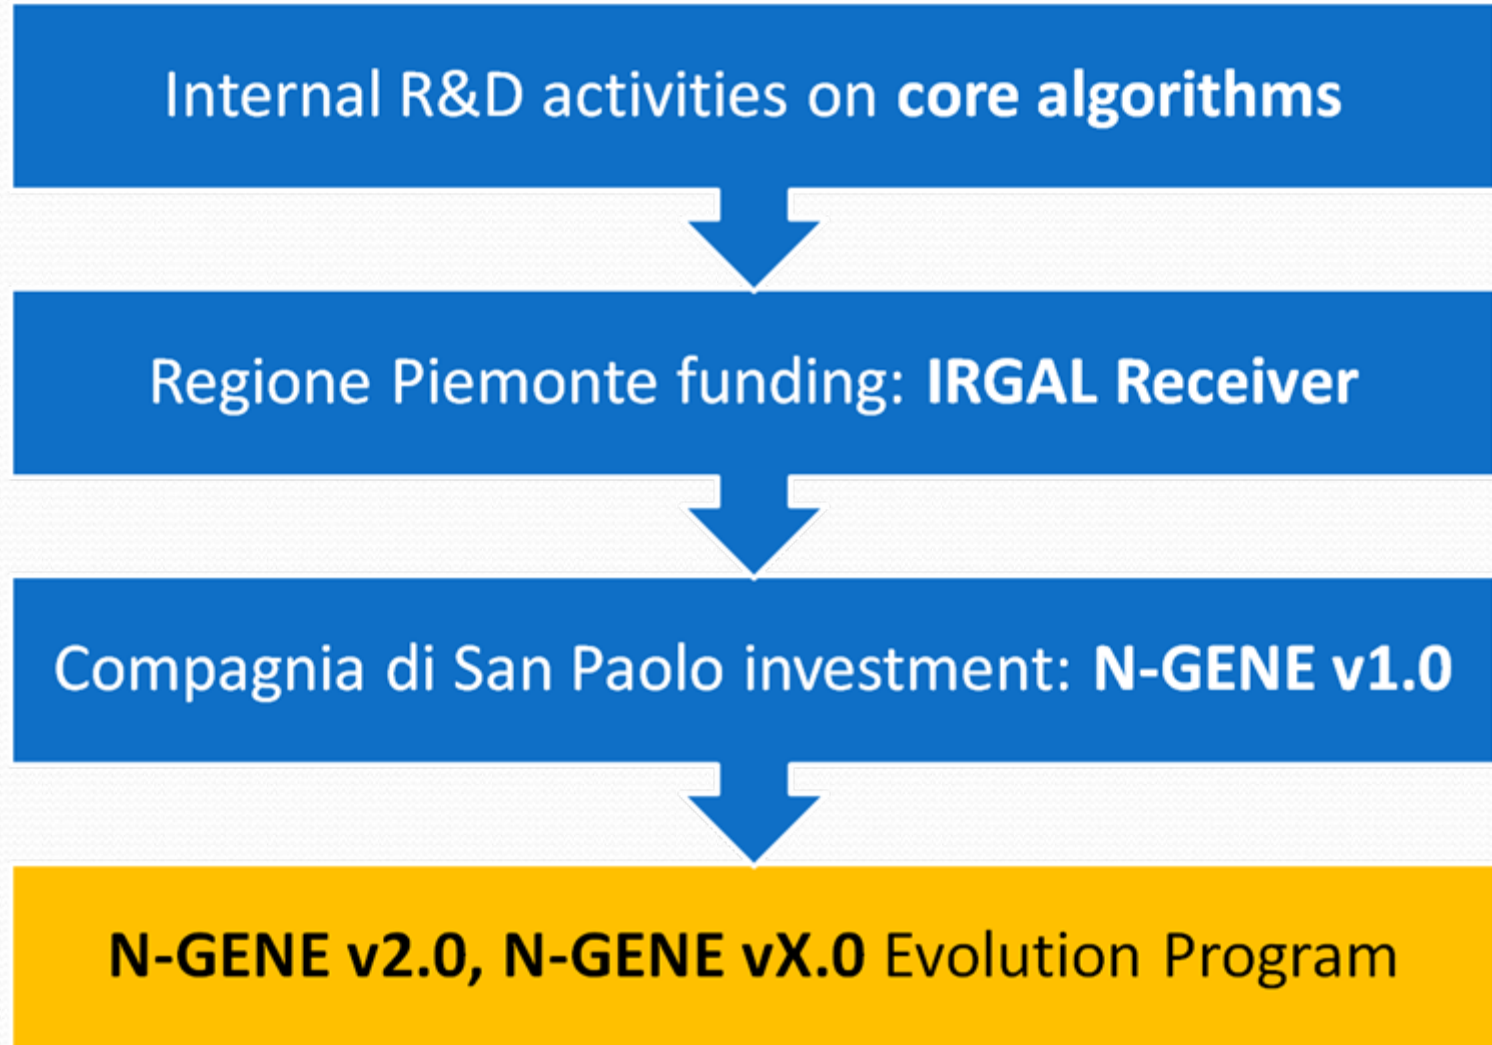 Internal R&D activities on core algorithms
Regione Piemonte funding: IRGAL Receiver
Compagnia di San Paolo investment: N-GENE v1.0
N-GENE v2.0, N-GENE vX.0 Evolution Program